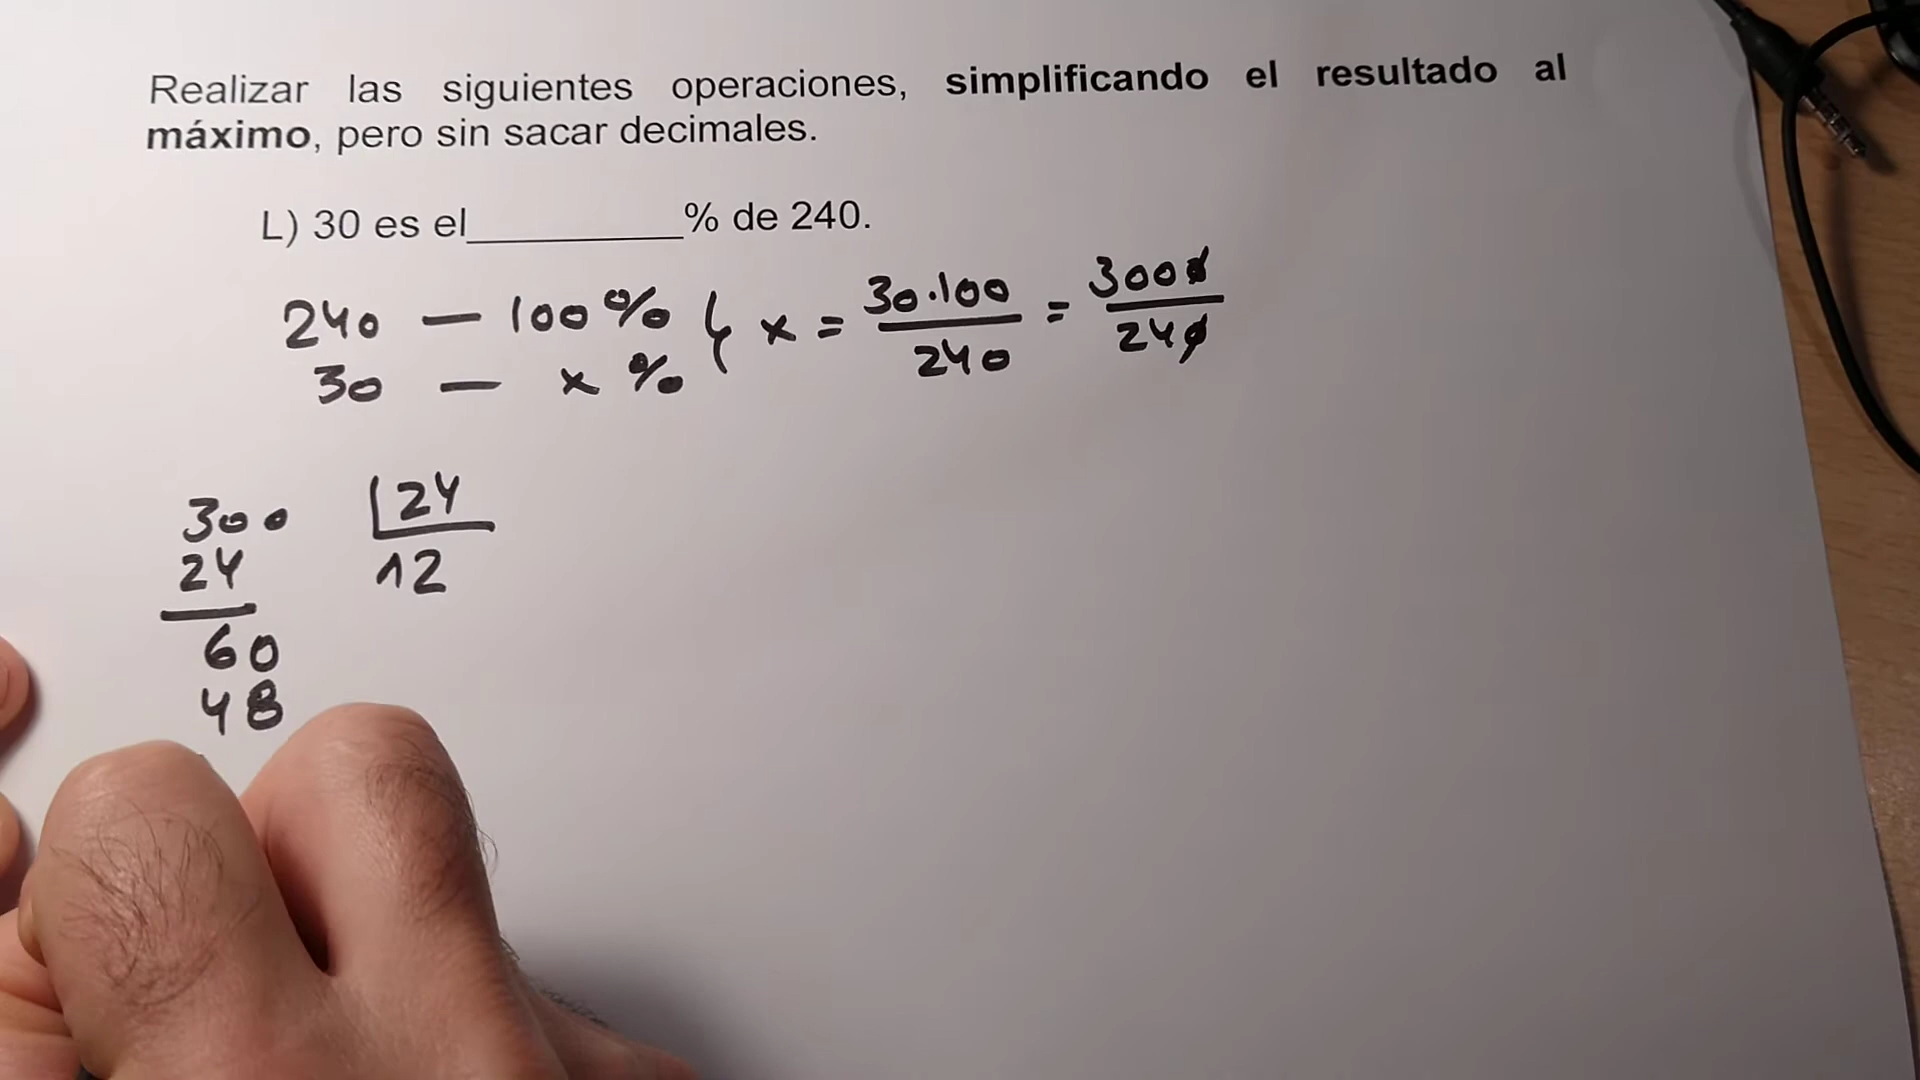 Realizar las siguientes operaciones, simplificando el resultado al
máximo, pero sin sacar decimales.
L) 30 es el_________% de 240.
240 — 100% } x = 30·100/240 = 3000/240
30 — x %
300 |24
24 12
60
48